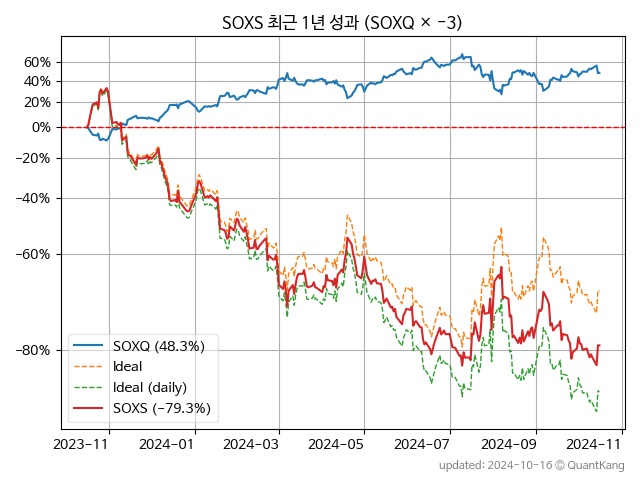 SOXS 최근 1년 성과 (SOXQ × −3)
60%
40%
20%
0%
−20%
−40%
−60%
−80%
SOXQ (48.3%)
Ideal
Ideal (daily)
SOXS (−79.3%)
2023−11 2024−01 2024−03 2024−05 2024−07 2024−09 2024−11
updated: 2024-10-16 © QuantKang